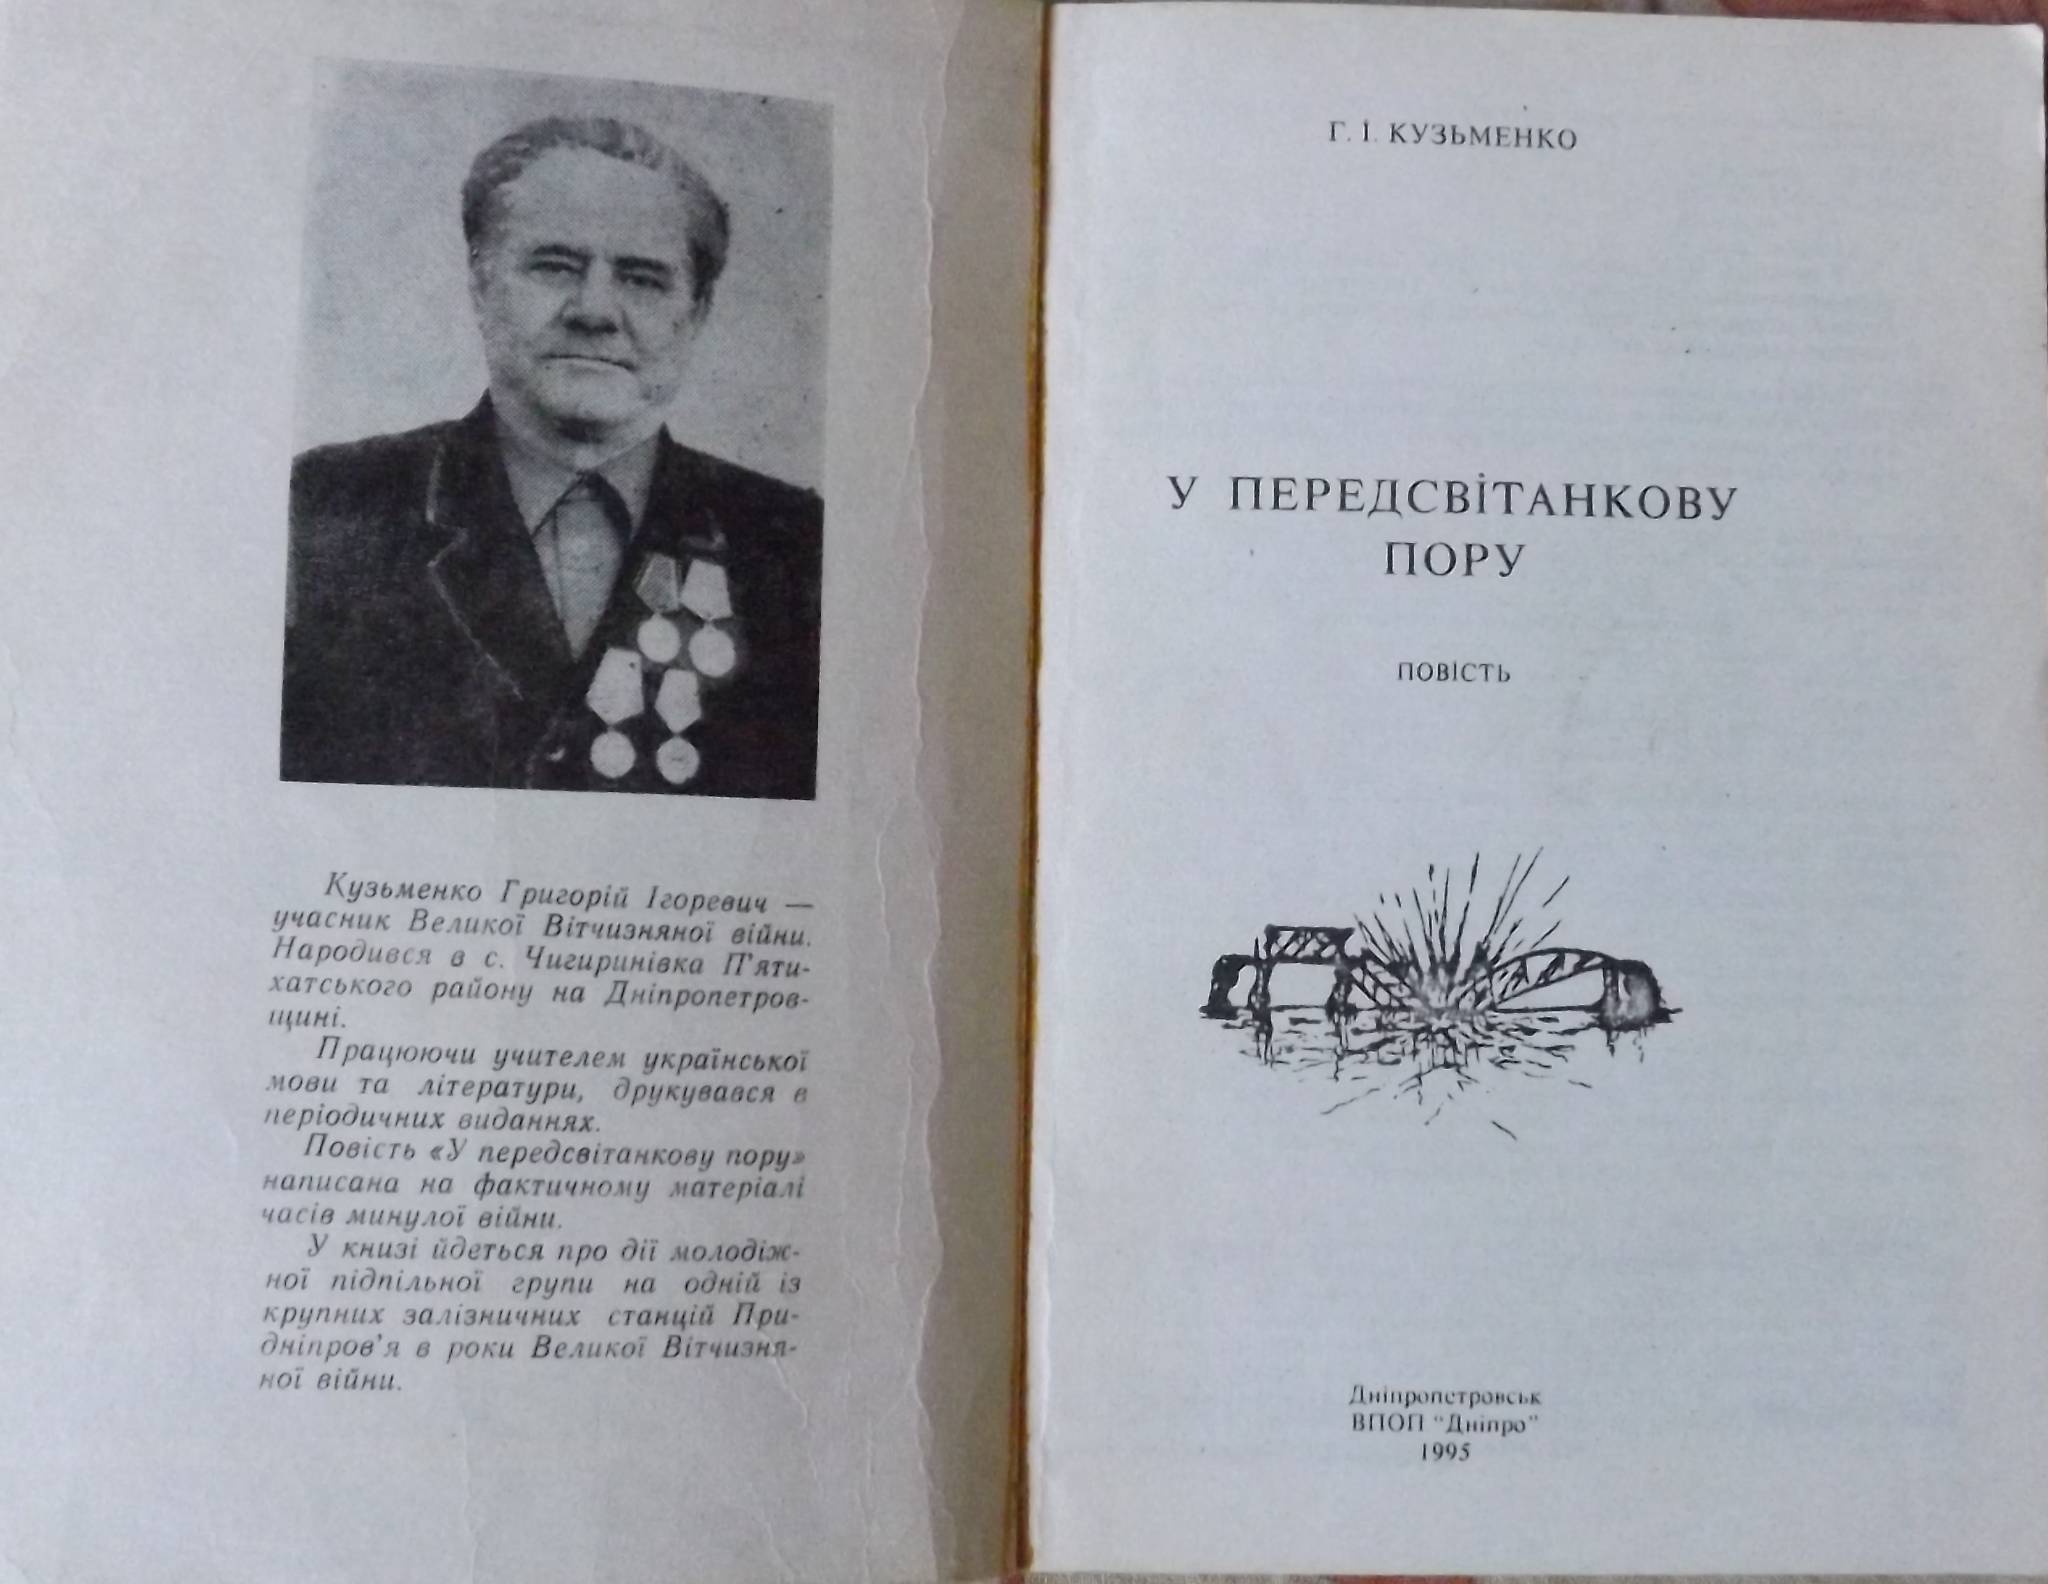 Кузьменко Григорій Ігоревич —
учасник Великої Вітчизняної війни.
Народився в с. Чигиринівка П'яти-
хатського району на Дніпропетров-
щині.
Працюючи учителем української
мови та літератури, друкувався в
періодичних виданнях.
Повість «У передсвітанкову пору»
написана на фактичному матеріалі
часів минулої війни.
У книзі йдеться про дії молодіж-
ної підпільної групи на одній із
крупних залізничних станцій При-
дніпров'я в роки Великої Вітчизня-
ної війни.
Г. І. КУЗЬМЕНКО
У ПЕРЕДСВІТАНКОВУ
ПОРУ
ПОВІСТЬ
Дніпропетровськ
ВПОП "Дніпро"
1995